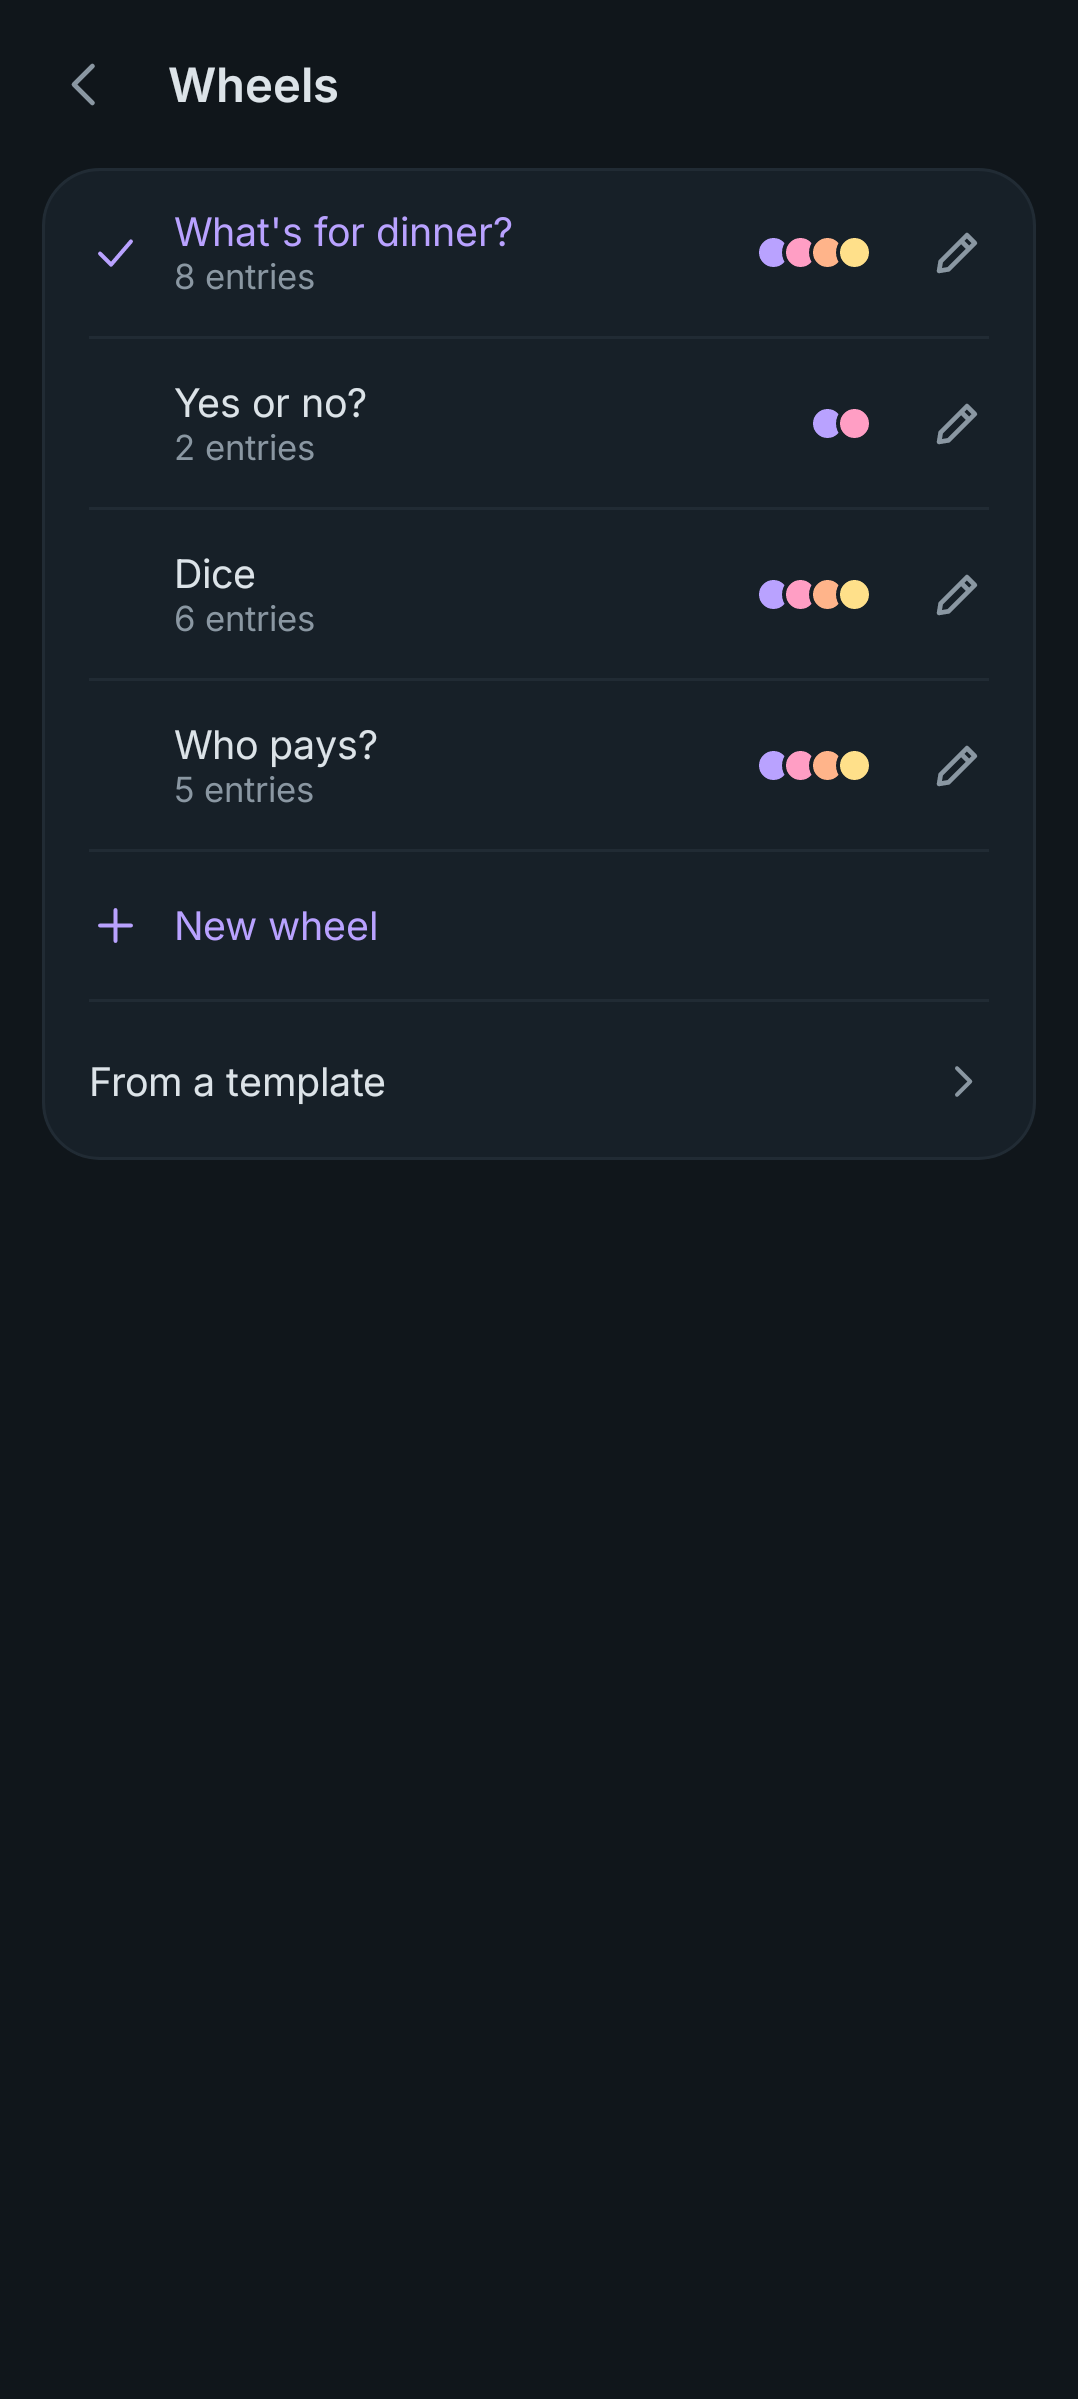 Wheels
What's for dinner?
8 entries
Yes or no?
2 entries
Dice
6 entries
Who pays?
5 entries
New wheel
From a template